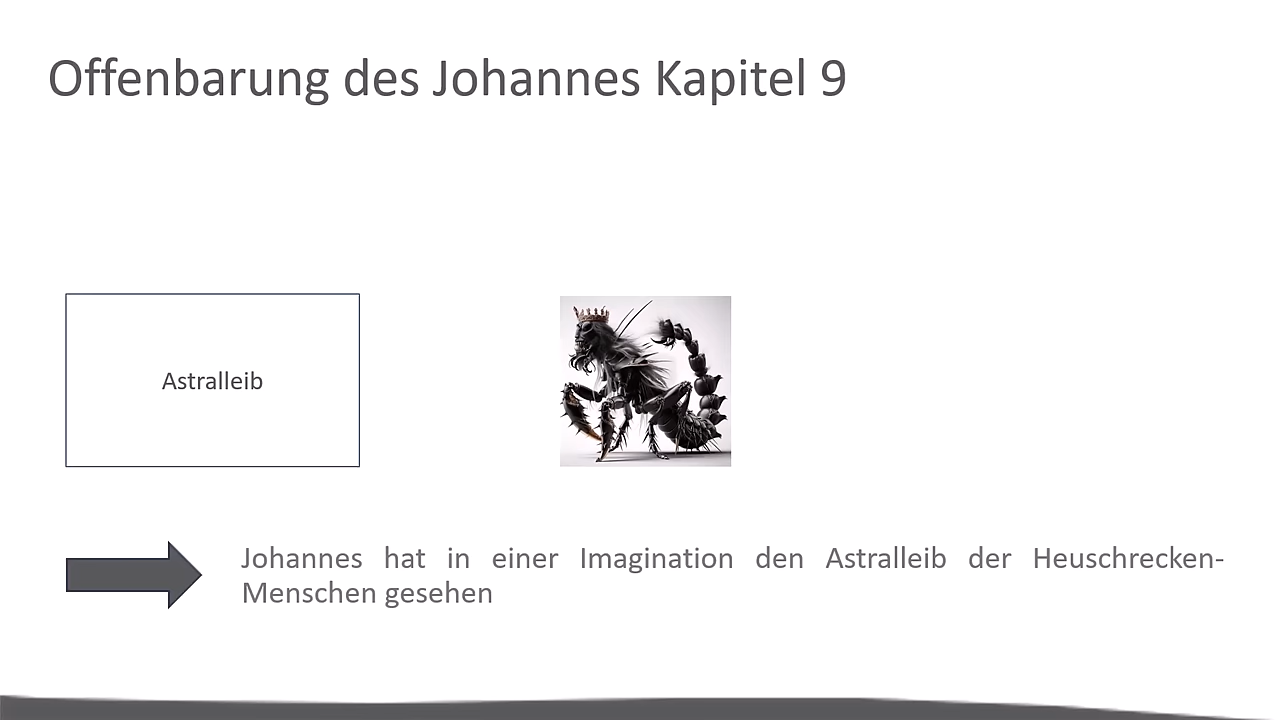 Offenbarung des Johannes Kapitel 9
Astralleib
Johannes hat in einer Imagination den Astralleib der Heuschrecken-
Menschen gesehen